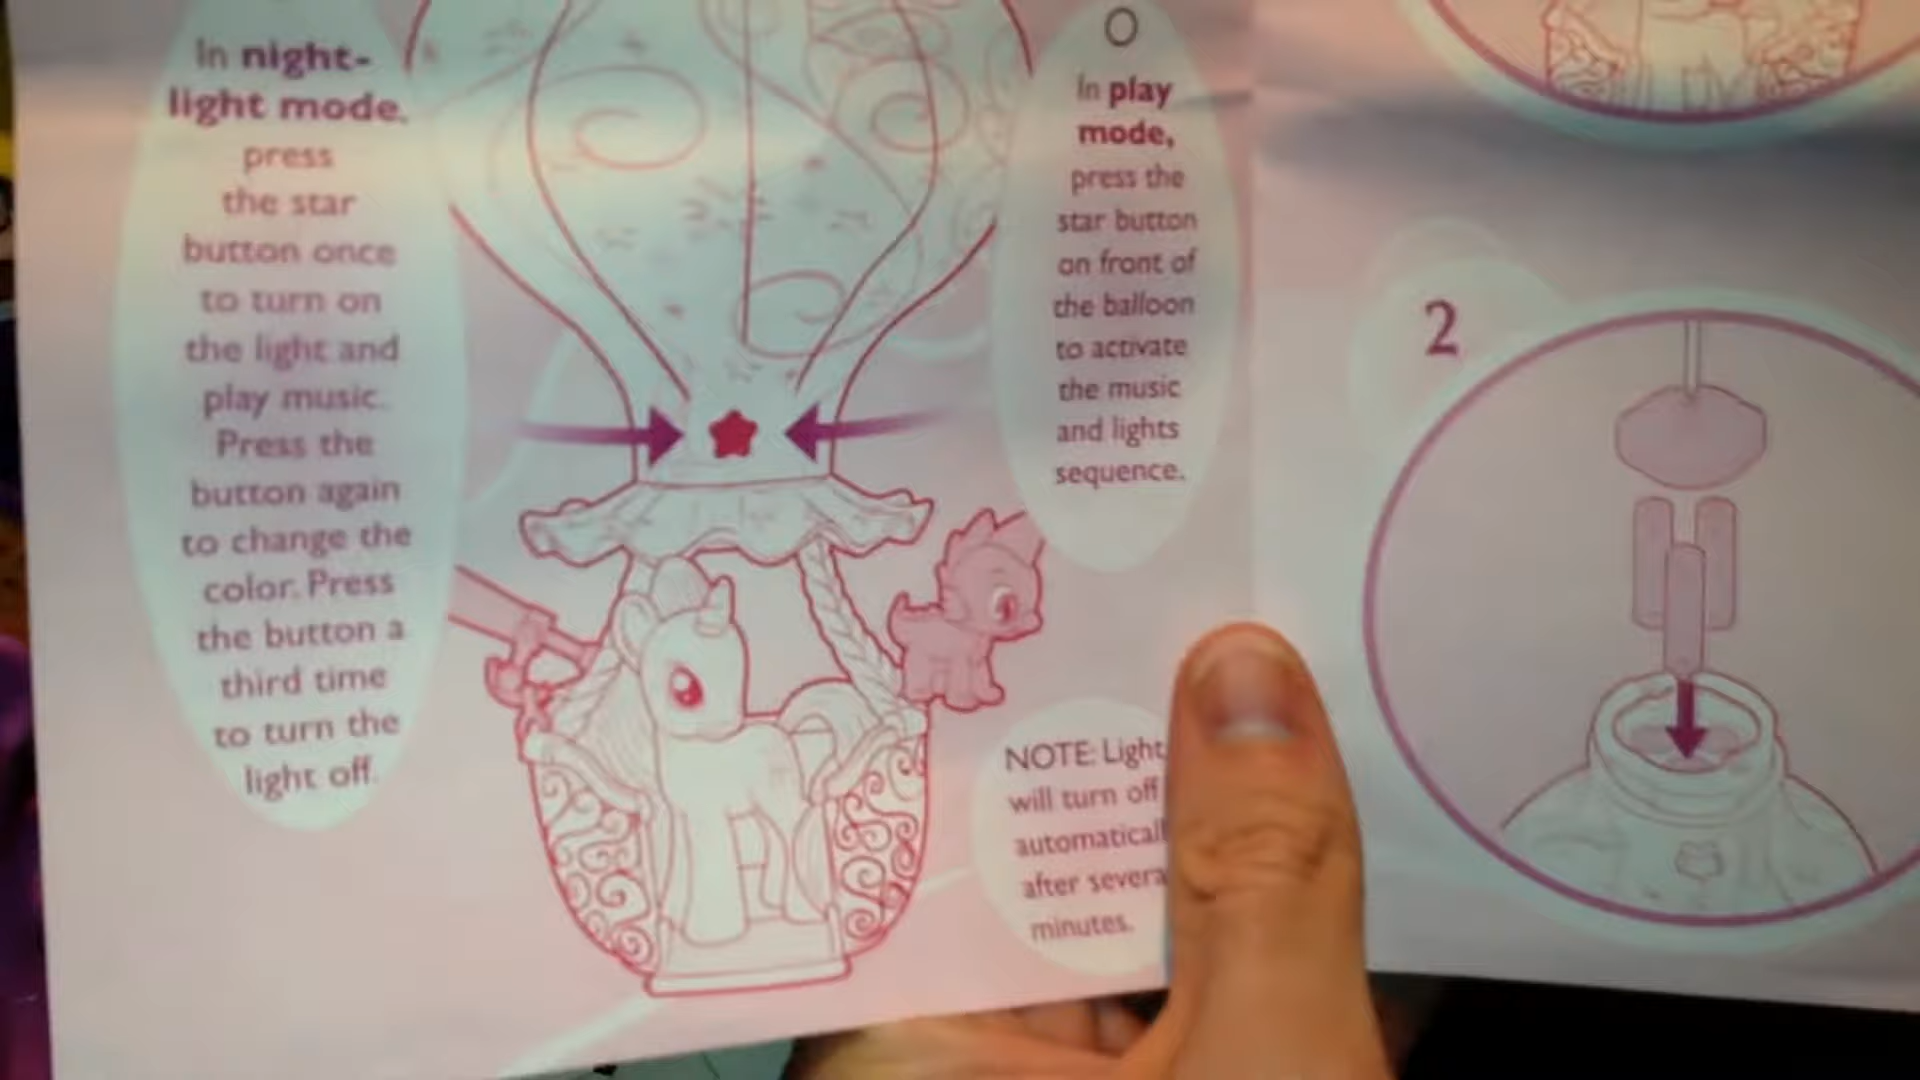 In night-
light mode,
press
the star
button once
to turn on
the light and
play music.
Press the
button again
to change the
color. Press
the button a
third time
to turn the
light off.
O
In play
mode,
press the
star button
on front of
the balloon
to activate
the music
and lights
sequence.
NOTE: Light
will turn off
automaticall
after severa
minutes.
2